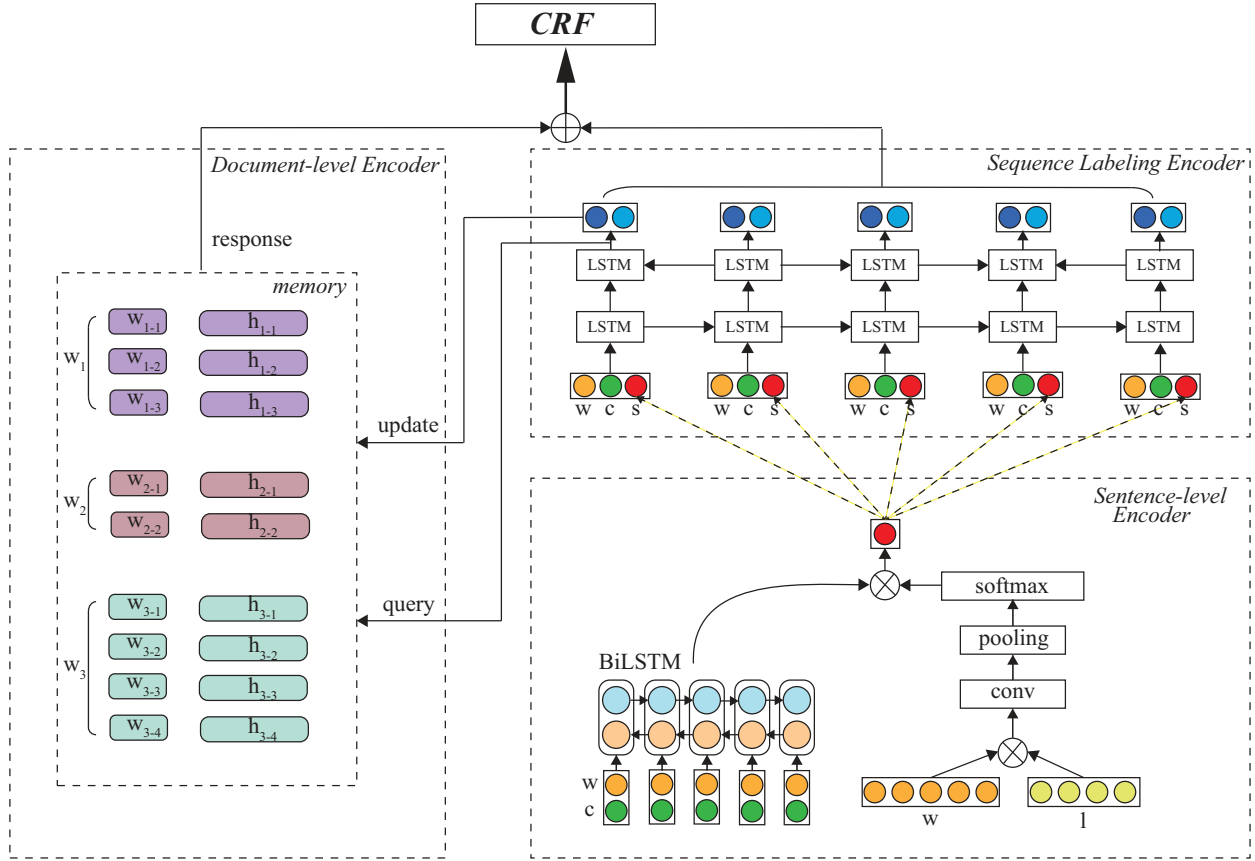 CRF
Document-level Encoder
response
memory
w1
w1-1 h1-1
w1-2 h1-2
w1-3 h1-3
w2
w2-1 h2-1
w2-2 h2-2
w3
w3-1 h3-1
w3-2 h3-2
w3-3 h3-3
w3-4 h3-4
update
query
Sequence Labeling Encoder
LSTM LSTM LSTM LSTM LSTM
LSTM LSTM LSTM LSTM LSTM
w c s w c s w c s w c s w c s
Sentence-level
Encoder
softmax
pooling
conv
BiLSTM
w
c
w l